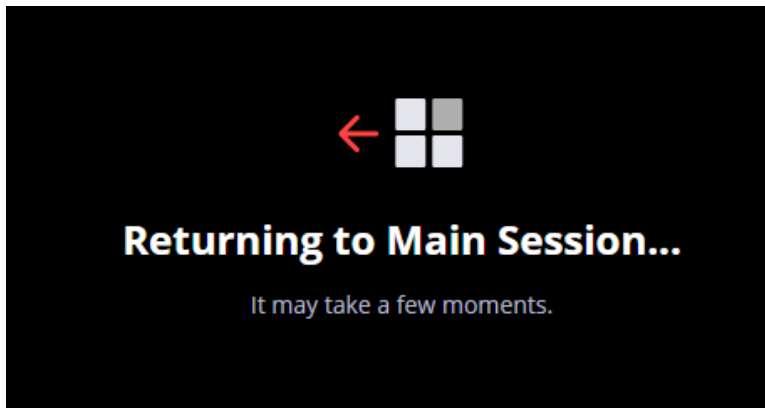 Returning to Main Session...
It may take a few moments.